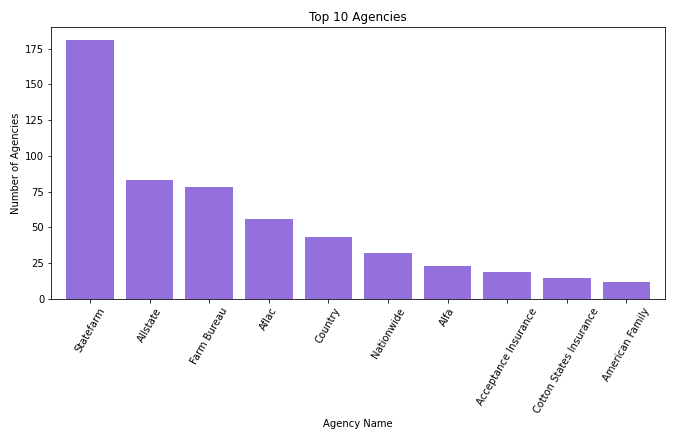 Top 10 Agencies
Number of Agencies
175
150
125
100
75
50
25
0
Statefarm
Allstate
Farm Bureau
Aflac
Country
Nationwide
Alfa
Acceptance Insurance
Cotton States Insurance
American Family
Agency Name